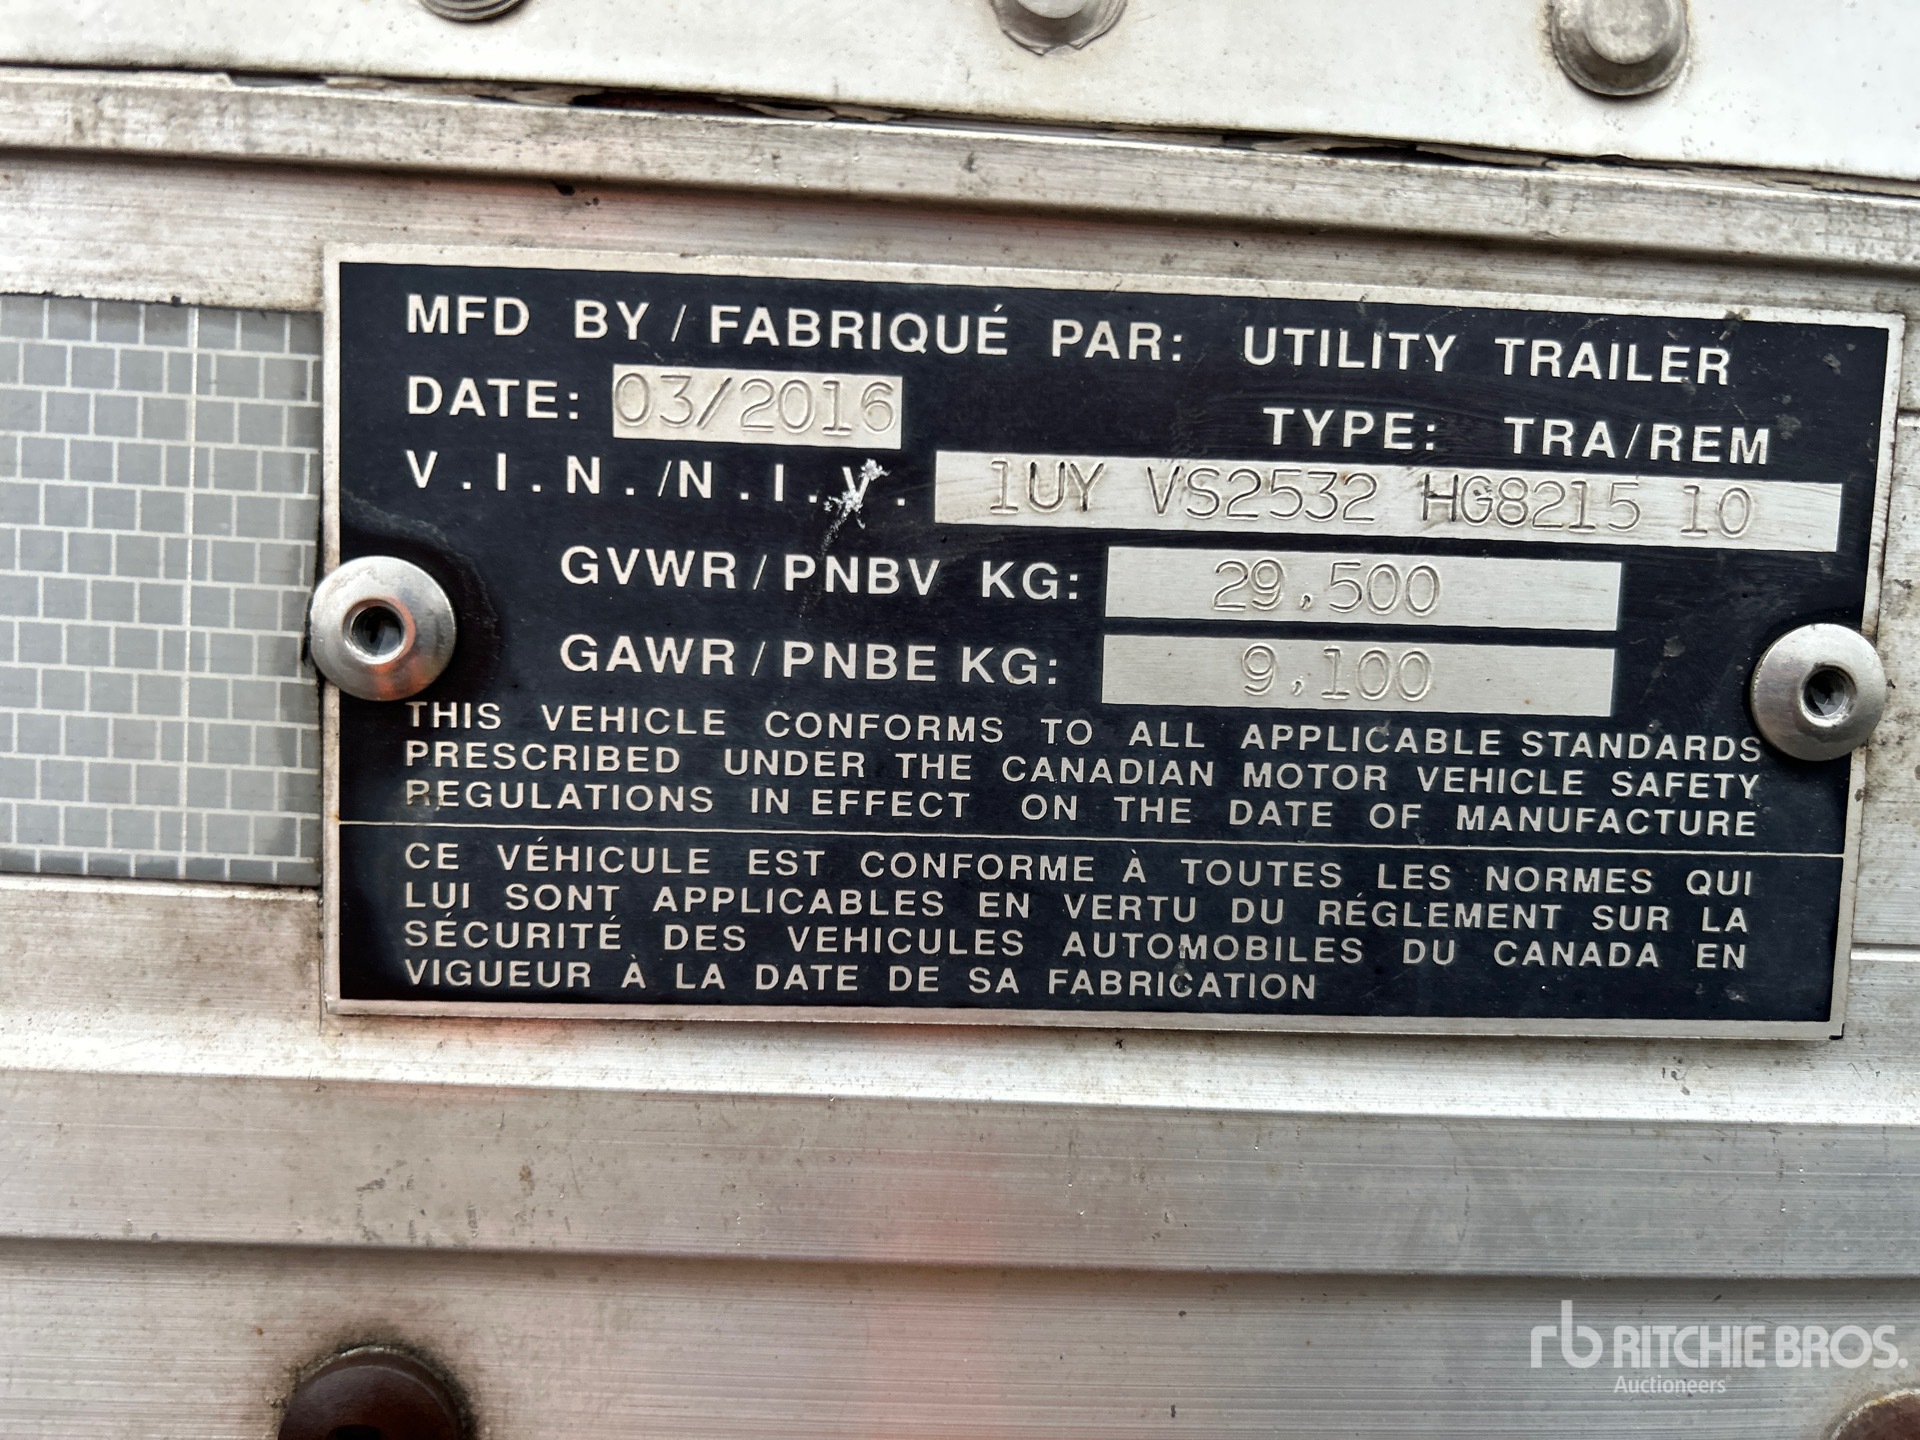 MFD BY / FABRIQUÉ PAR: UTILITY TRAILER
DATE: 03/2016 TYPE: TRA/REM
V.I.N./N.I.V. 1UY VS2532 HG8215 10
GVWR / PNBV KG: 29,500
GAWR / PNBE KG: 9,100
THIS VEHICLE CONFORMS TO ALL APPLICABLE STANDARDS
PRESCRIBED UNDER THE CANADIAN MOTOR VEHICLE SAFETY
REGULATIONS IN EFFECT ON THE DATE OF MANUFACTURE
CE VÉHICULE EST CONFORME À TOUTES LES NORMES QUI
LUI SONT APPLICABLES EN VERTU DU RÉGLEMENT SUR LA
SÉCURITÉ DES VEHICULES AUTOMOBILES DU CANADA EN
VIGUEUR À LA DATE DE SA FABRICATION
rb RITCHIE BROS.
Auctioneers